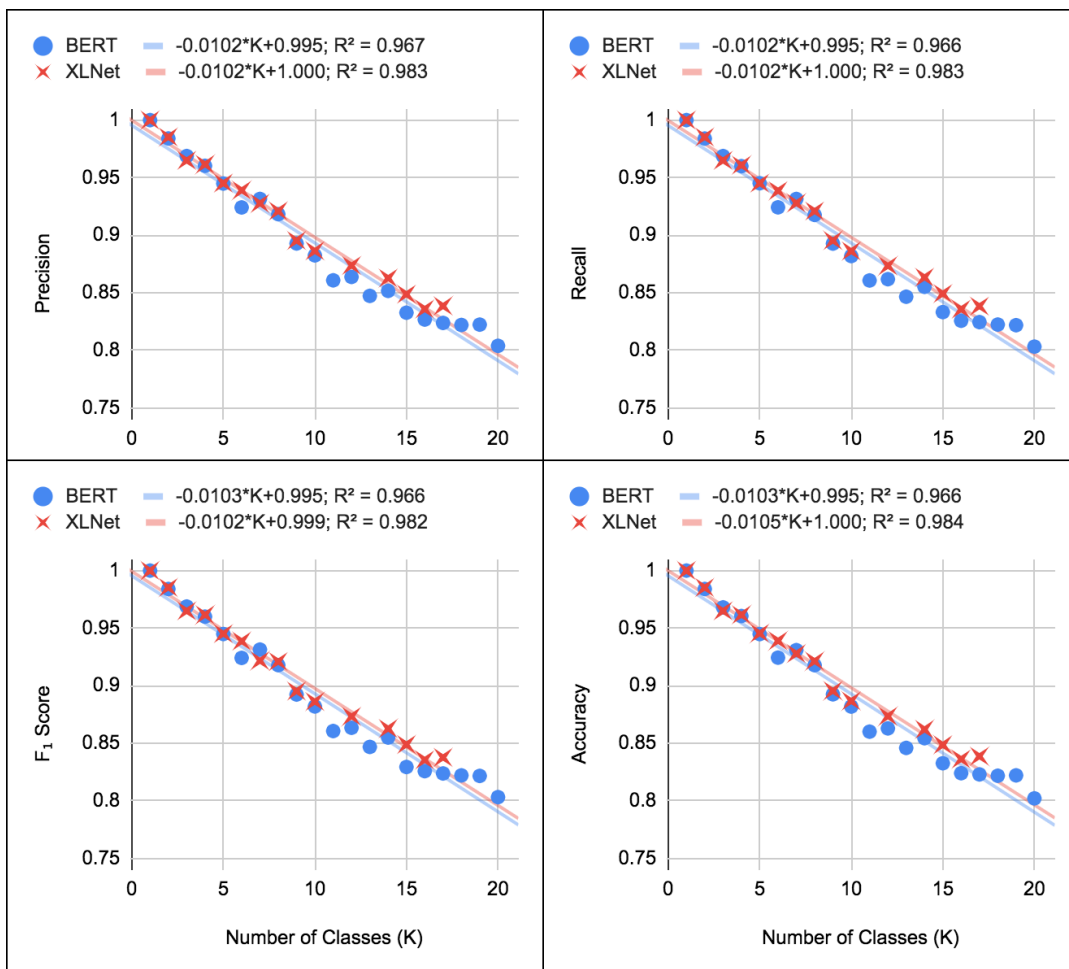 BERT -0.0102*K+0.995; R² = 0.967
XLNet -0.0102*K+1.000; R² = 0.983
Precision
1
0.95
0.9
0.85
0.8
0.75
0 5 10 15 20
BERT -0.0102*K+0.995; R² = 0.966
XLNet -0.0102*K+1.000; R² = 0.983
Recall
1
0.95
0.9
0.85
0.8
0.75
0 5 10 15 20
BERT -0.0103*K+0.995; R² = 0.966
XLNet -0.0102*K+0.999; R² = 0.982
F₁ Score
1
0.95
0.9
0.85
0.8
0.75
0 5 10 15 20
Number of Classes (K)
BERT -0.0103*K+0.995; R² = 0.966
XLNet -0.0105*K+1.000; R² = 0.984
Accuracy
1
0.95
0.9
0.85
0.8
0.75
0 5 10 15 20
Number of Classes (K)